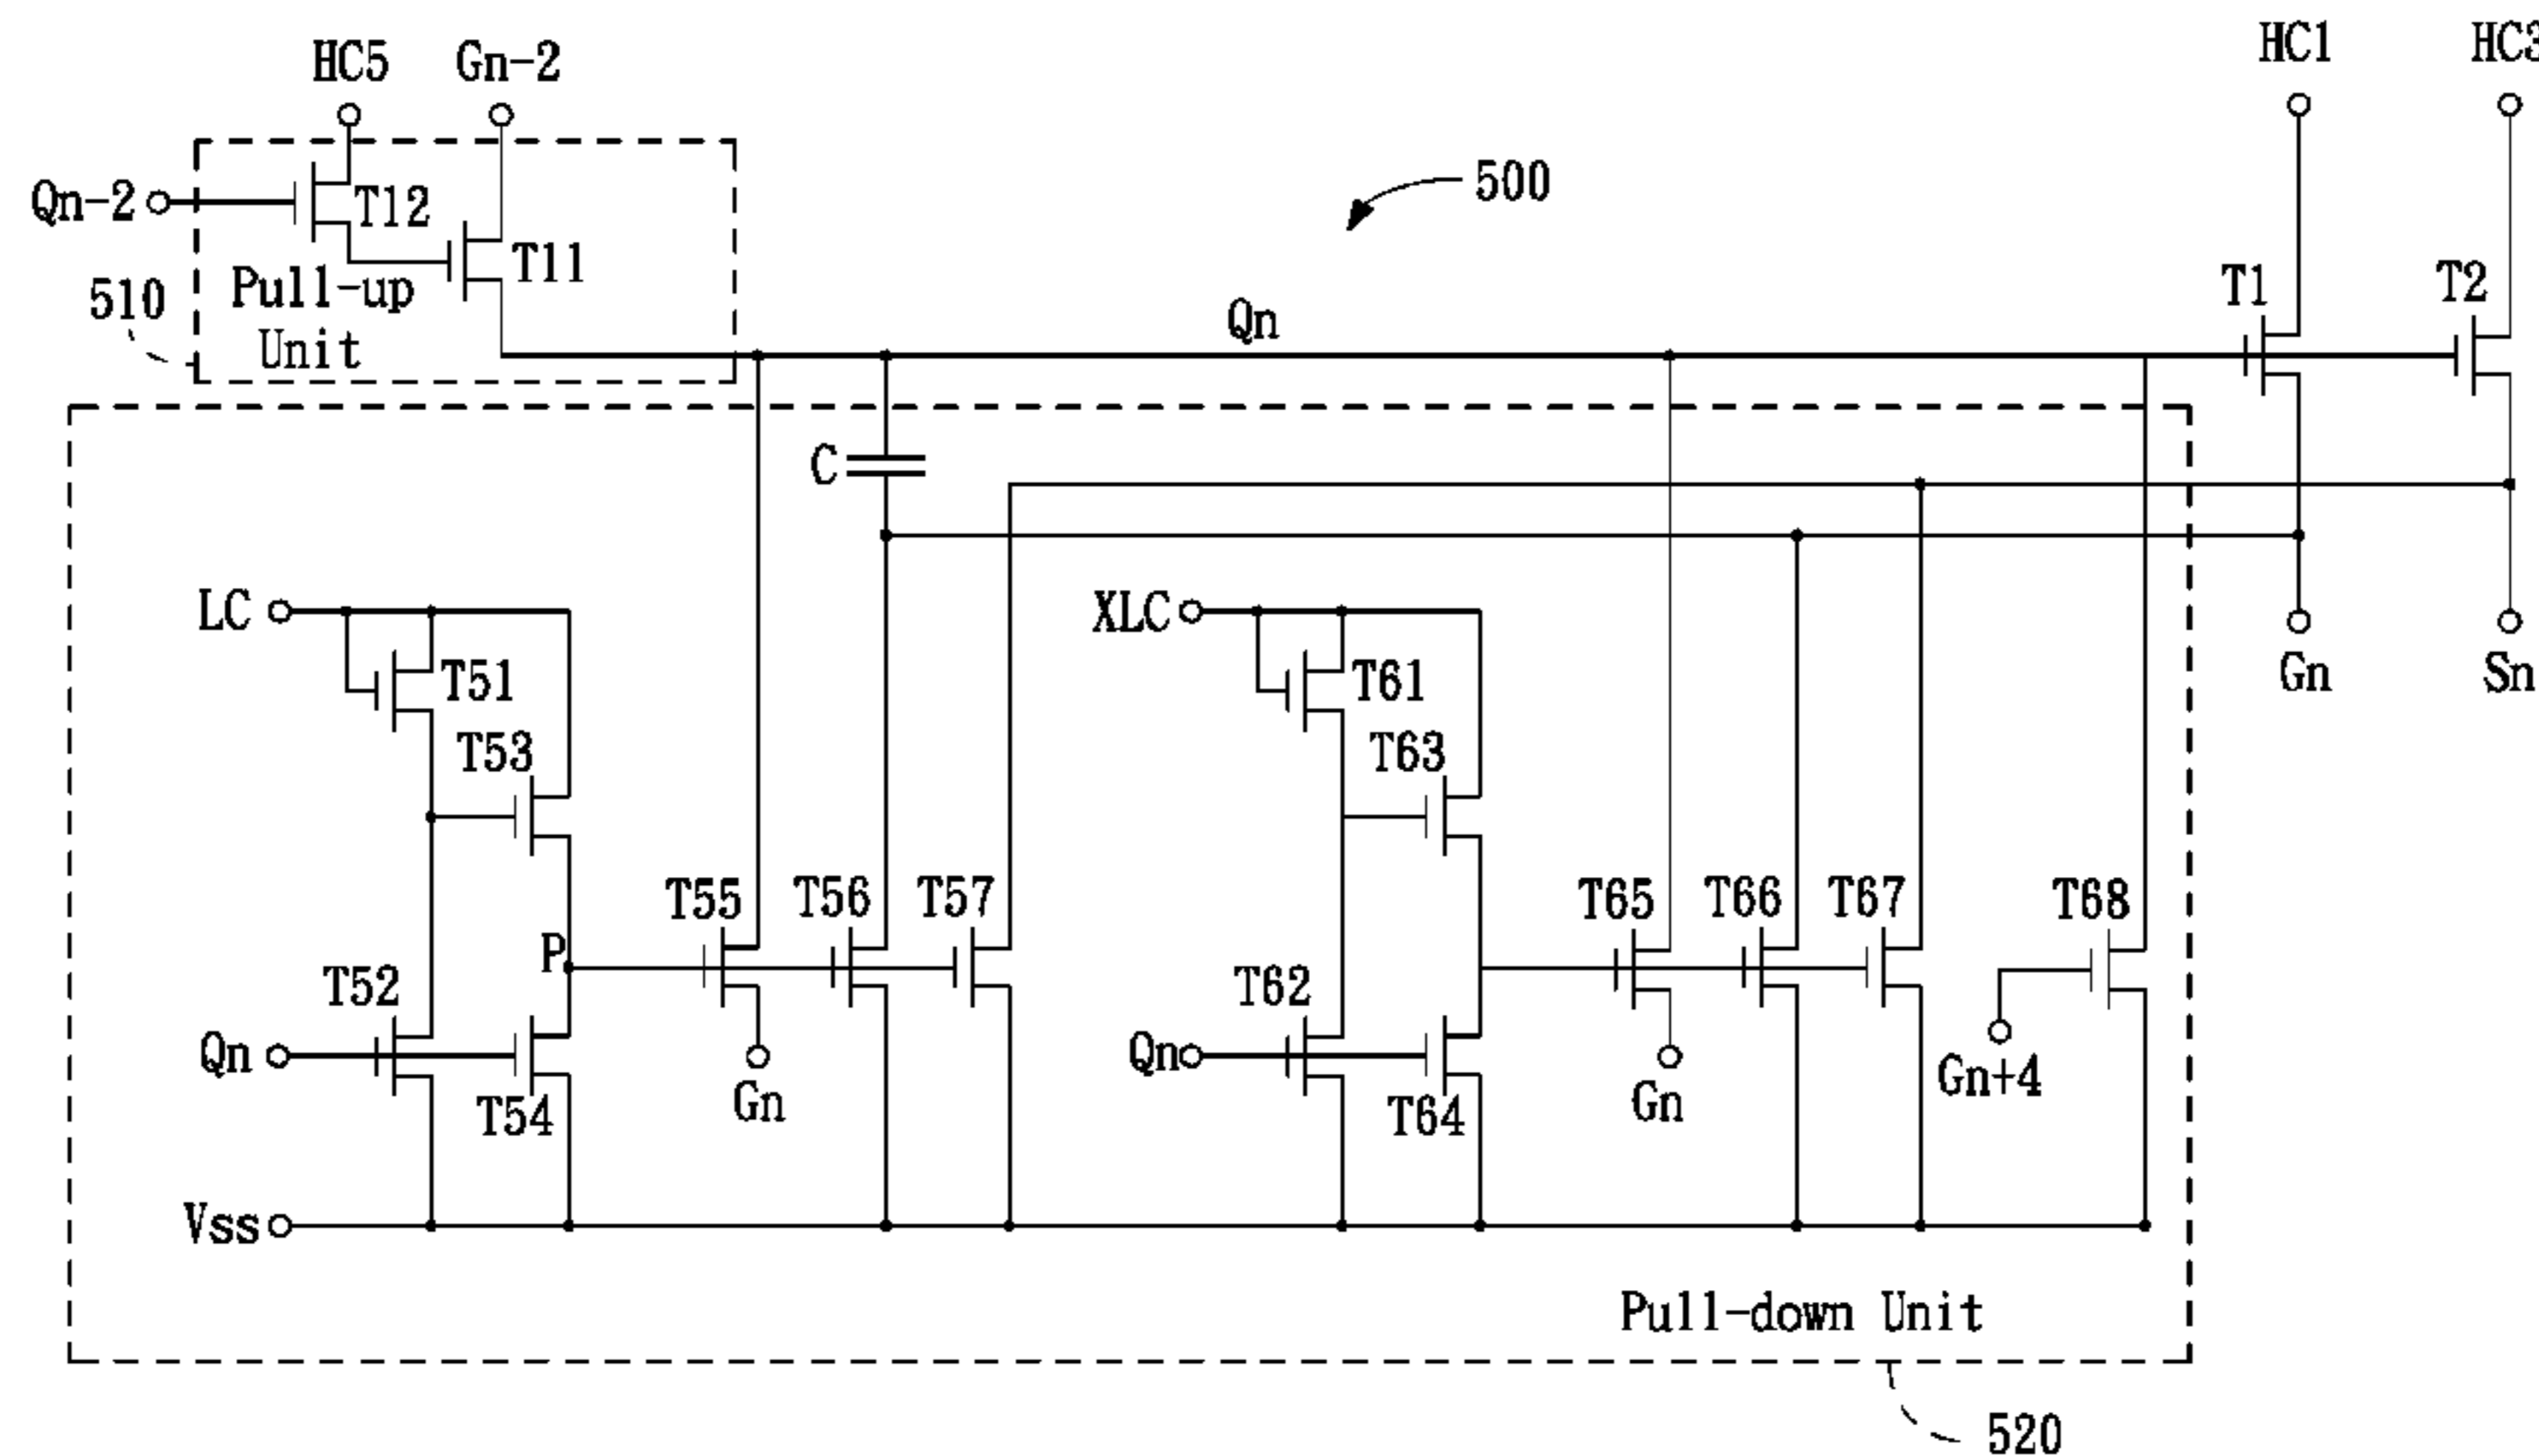 HC5
Gn-2
HC1
HC3
Qn-2
T12
500
T11
510
Pull-up
Unit
Qn
T1
T2
C
LC
XLC
T51
T61
Gn
Sn
T53
T63
T55
T56
T57
T65
T66
T67
T68
P
T52
T62
Qn
Qn
T54
Gn
T64
Gn
Gn+4
Vss
Pull-down Unit
520